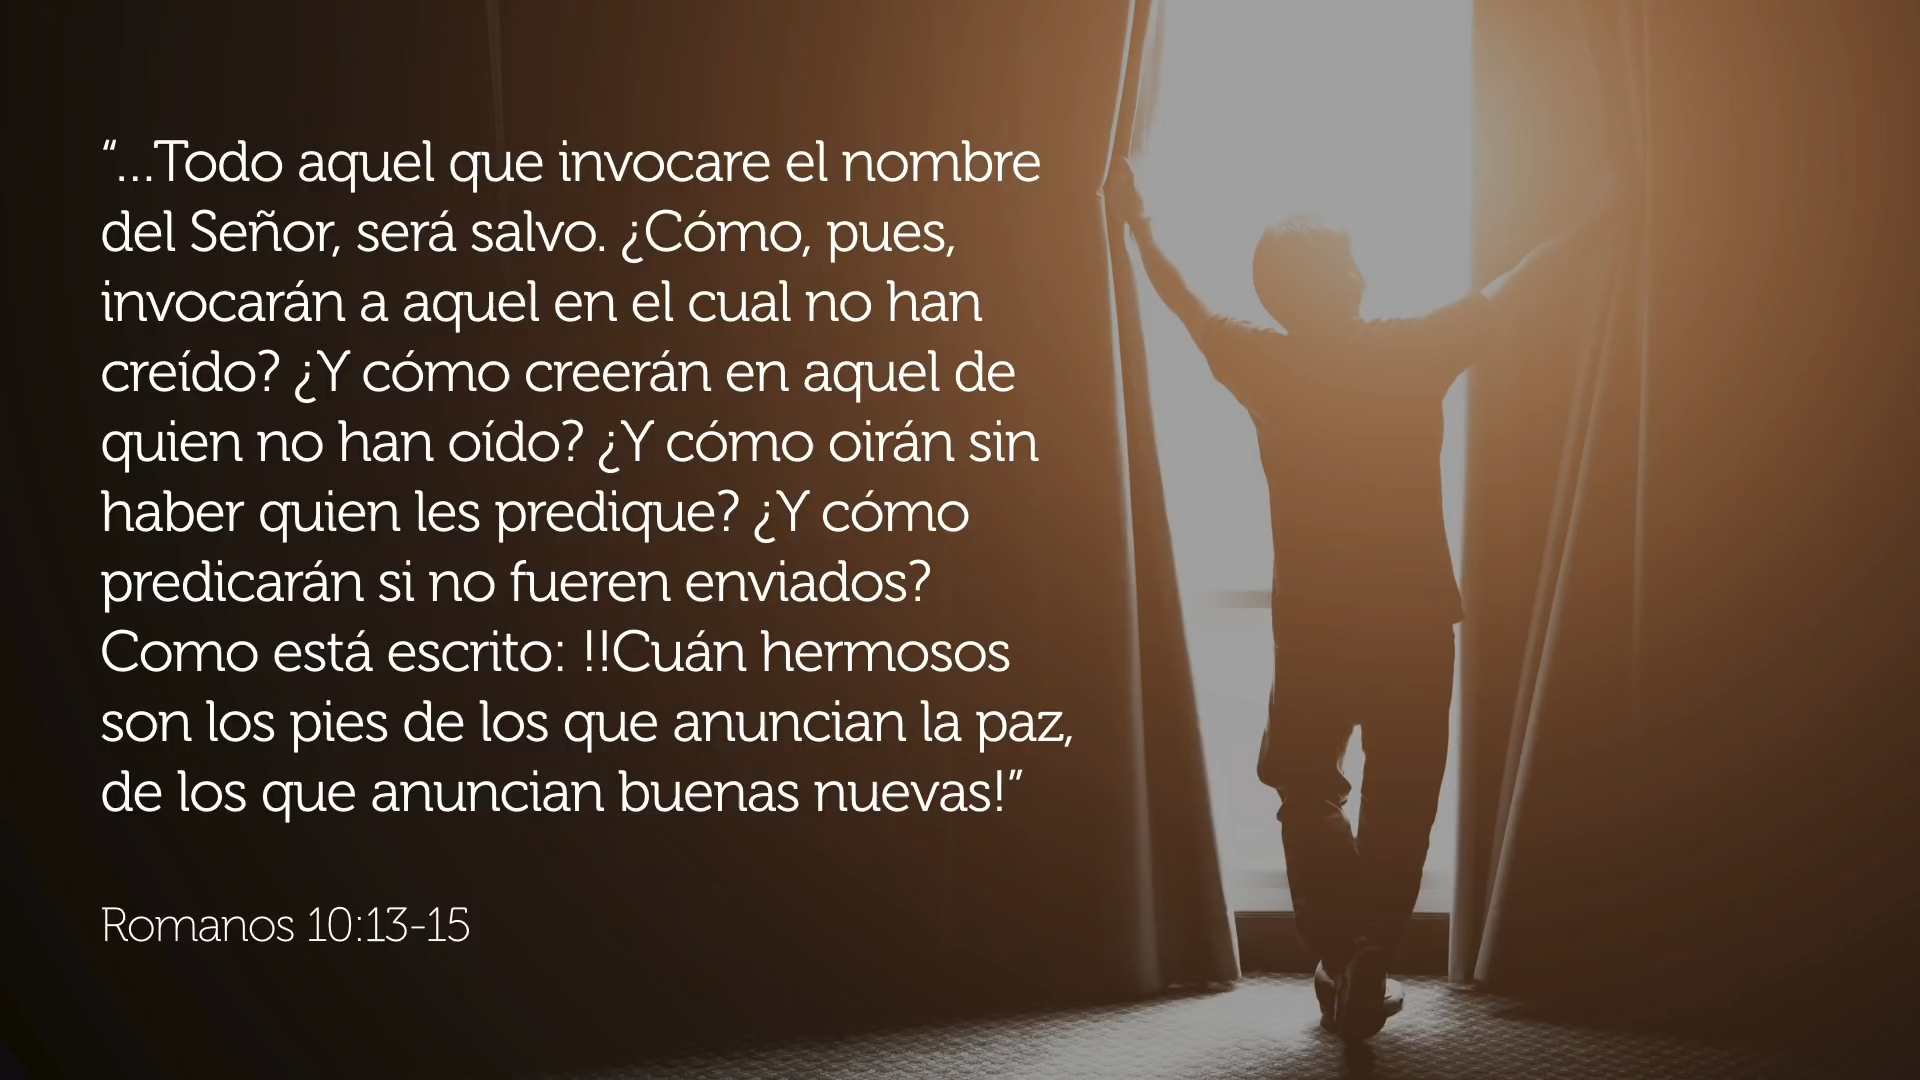 “...Todo aquel que invocare el nombre
del Señor, será salvo. ¿Cómo, pues,
invocarán a aquel en el cual no han
creído? ¿Y cómo creerán en aquel de
quien no han oído? ¿Y cómo oirán sin
haber quien les predique? ¿Y cómo
predicarán si no fueren enviados?
Como está escrito: !!Cuán hermosos
son los pies de los que anuncian la paz,
de los que anuncian buenas nuevas!”
Romanos 10:13-15